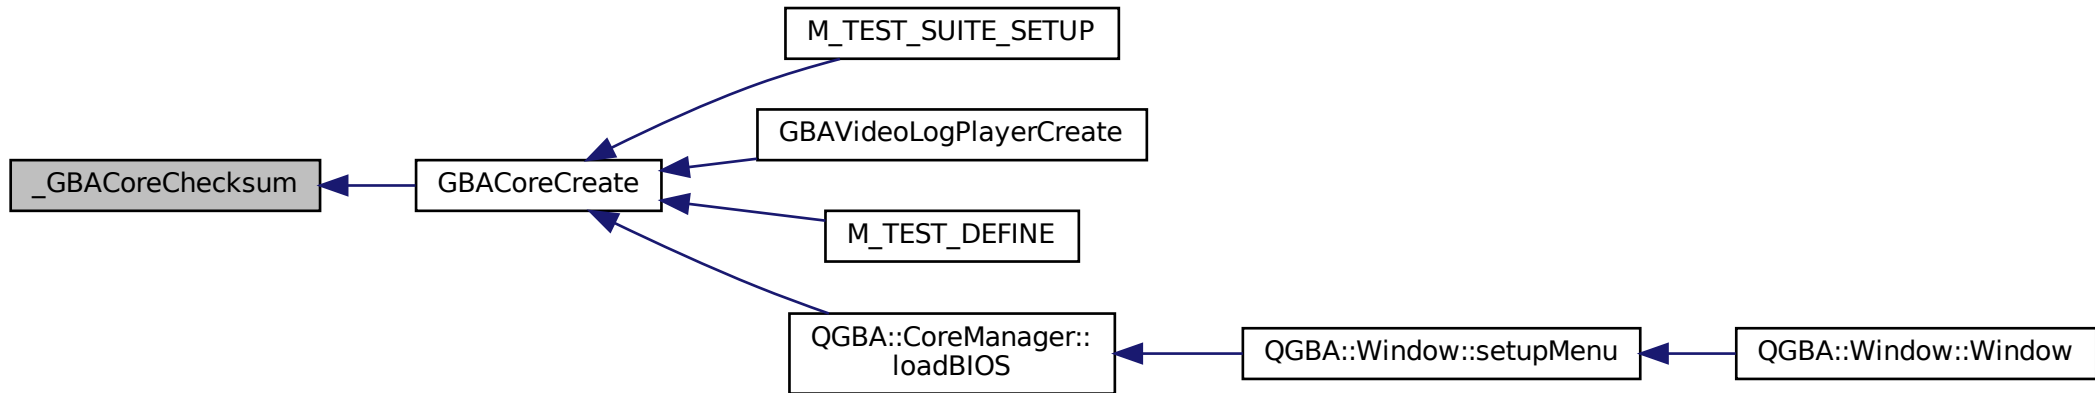 M_TEST_SUITE_SETUP
GBAVideoLogPlayerCreate
_GBACoreChecksum
GBACoreCreate
M_TEST_DEFINE
QGBA::CoreManager::
loadBIOS
QGBA::Window::setupMenu
QGBA::Window::Window